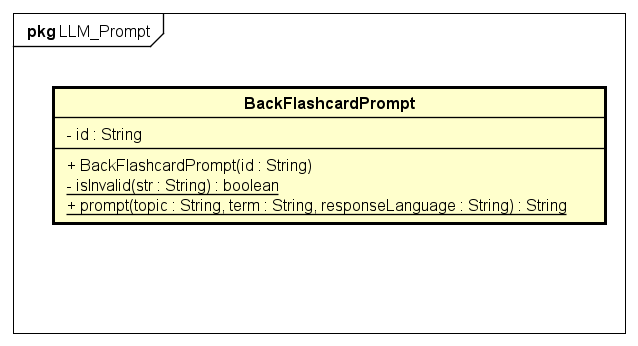 pkg LLM_Prompt
BackFlashcardPrompt
- id : String
+ BackFlashcardPrompt(id : String)
- isInvalid(str : String) : boolean
+ prompt(topic : String, term : String, responseLanguage : String) : String